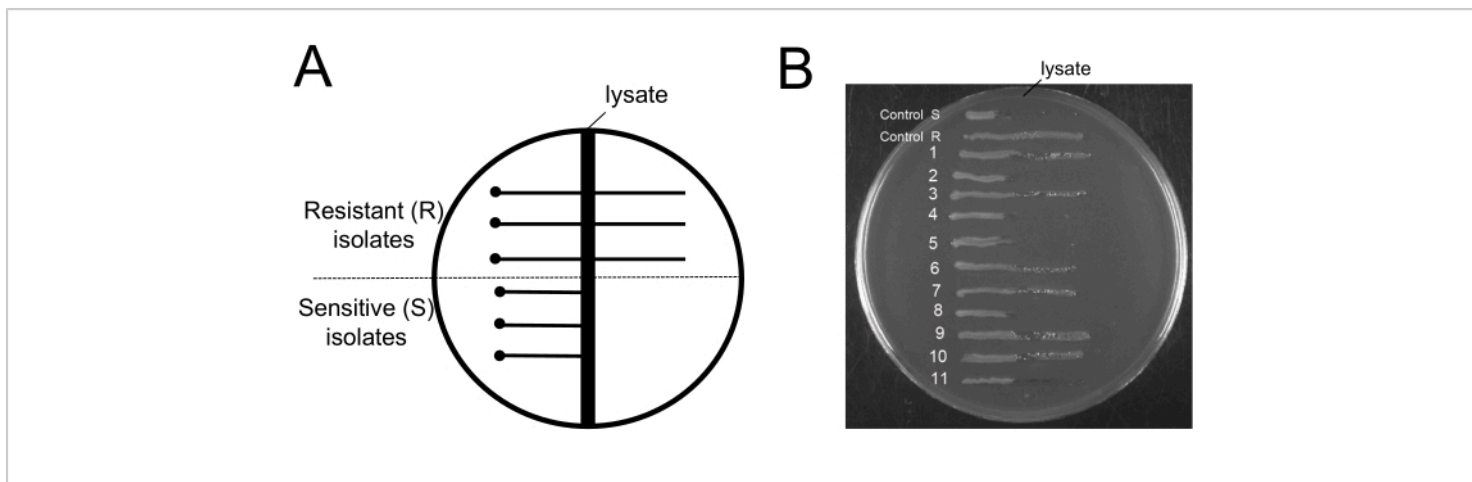 A
lysate
Resistant (R)
isolates
Sensitive (S)
isolates
B
lysate
Control S
Control R
1
2
3
4
5
6
7
8
9
10
11